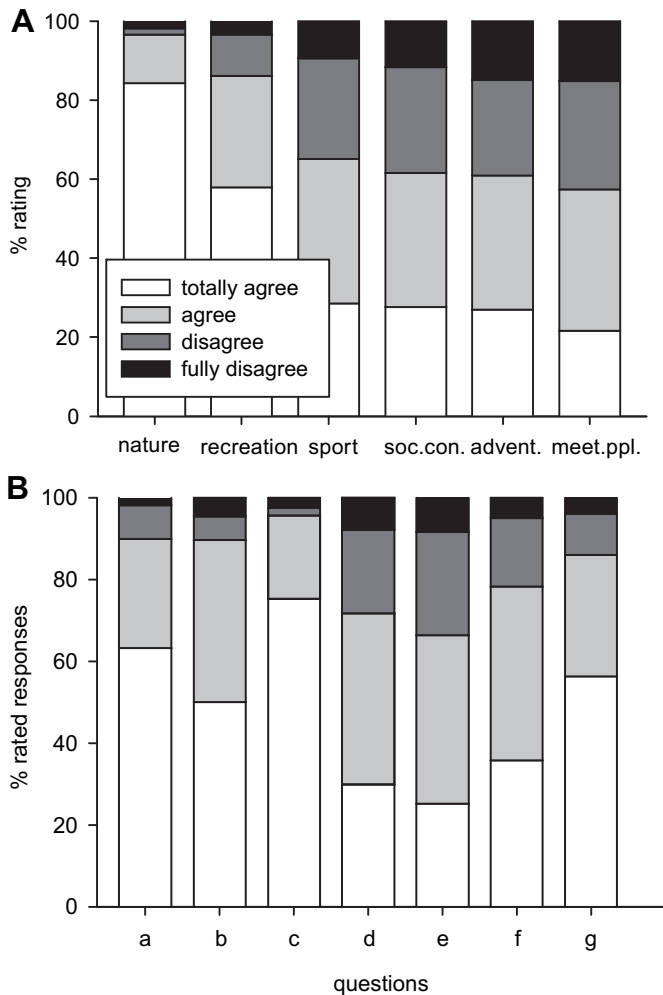 A
100
80
60
40
20
0
% rating
totally agree
agree
disagree
fully disagree
nature recreation sport soc.con. advent. meet.ppl.
B
100
80
60
40
20
0
% rated responses
a b c d e f g
questions